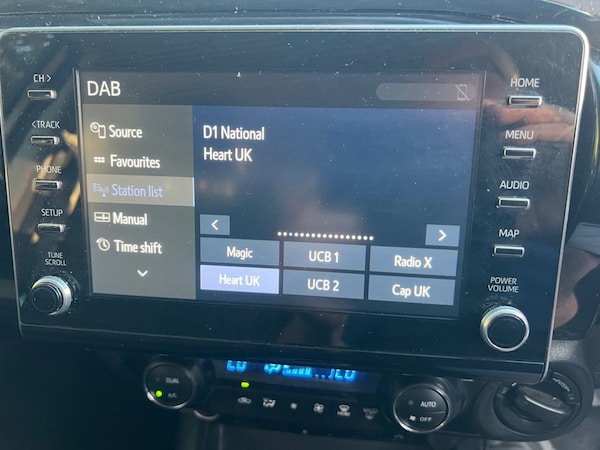 CH >
< TRACK
PHONE
SETUP
TUNE
SCROLL
DAB
Source
Favourites
Station list
Manual
Time shift
D1 National
Heart UK
< >
Magic UCB 1 Radio X
Heart UK UCB 2 Cap UK
HOME
MENU
AUDIO
MAP
POWER
VOLUME
DUAL
A/C
AUTO
OFF